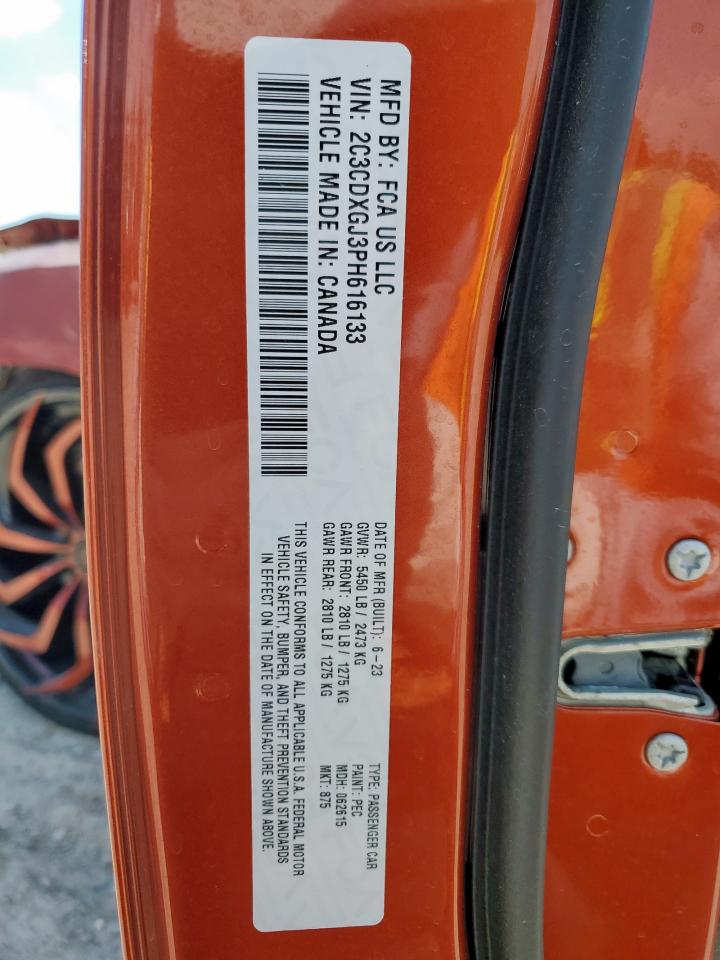 MFD BY: FCA US LLC
VIN: 2C3CDXGJ3PH616133
VEHICLE MADE IN: CANADA
DATE OF MFR (BUILT): 6-23
GVWR: 5450 LB / 2473 KG
GAWR FRONT: 2810 LB / 1275 KG
GAWR REAR: 2810 LB / 1275 KG
TYPE: PASSENGER CAR
PAINT: PEC
MDH: 062615
MKT: 875
THIS VEHICLE CONFORMS TO ALL APPLICABLE U.S.A. FEDERAL MOTOR
VEHICLE SAFETY, BUMPER, AND THEFT PREVENTION STANDARDS
IN EFFECT ON THE DATE OF MANUFACTURE SHOWN ABOVE.